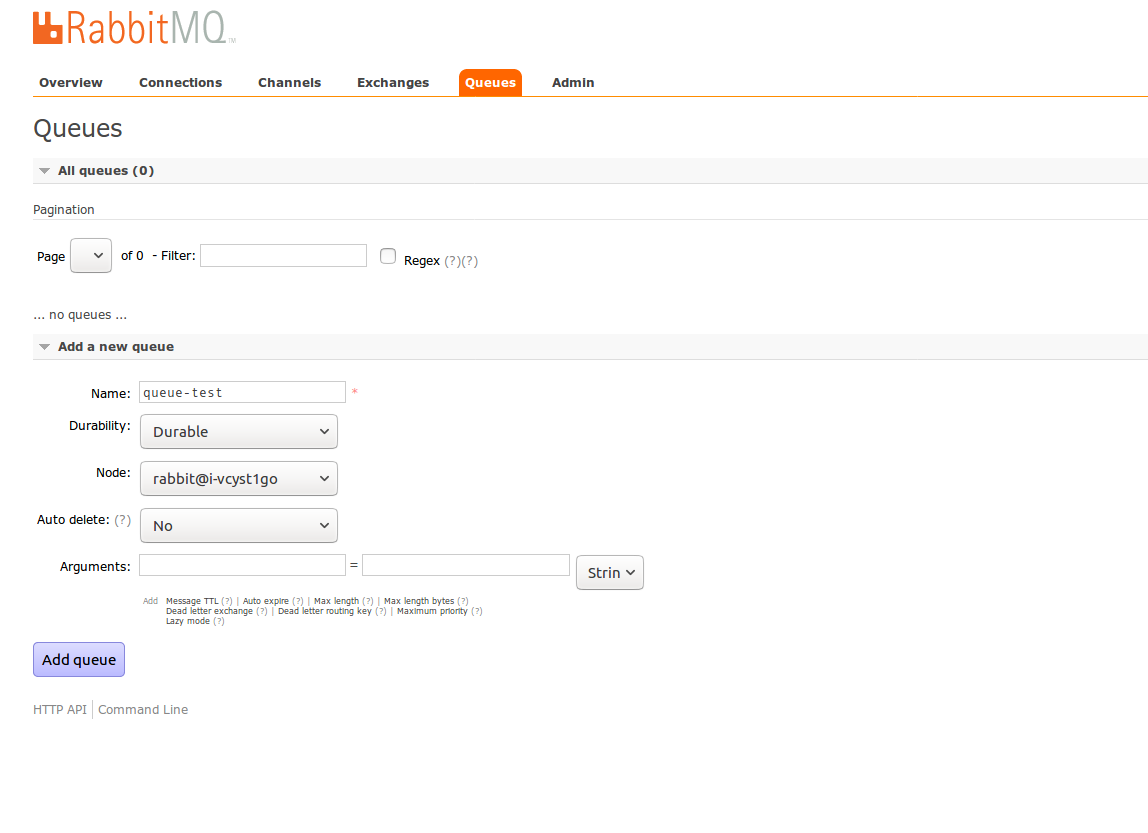 RabbitMQ™
Overview Connections Channels Exchanges Queues Admin
Queues
All queues (0)
Pagination
Page of 0 - Filter: Regex (?)(?)
... no queues ...
Add a new queue
Name: queue-test *
Durability: Durable
Node: rabbit@i-vcyst1go
Auto delete: (?) No
Arguments: = Strin
Add Message TTL (?) | Auto expire (?) | Max length (?) | Max length bytes (?)
Dead letter exchange (?) | Dead letter routing key (?) | Maximum priority (?)
Lazy mode (?)
Add queue
HTTP API Command Line